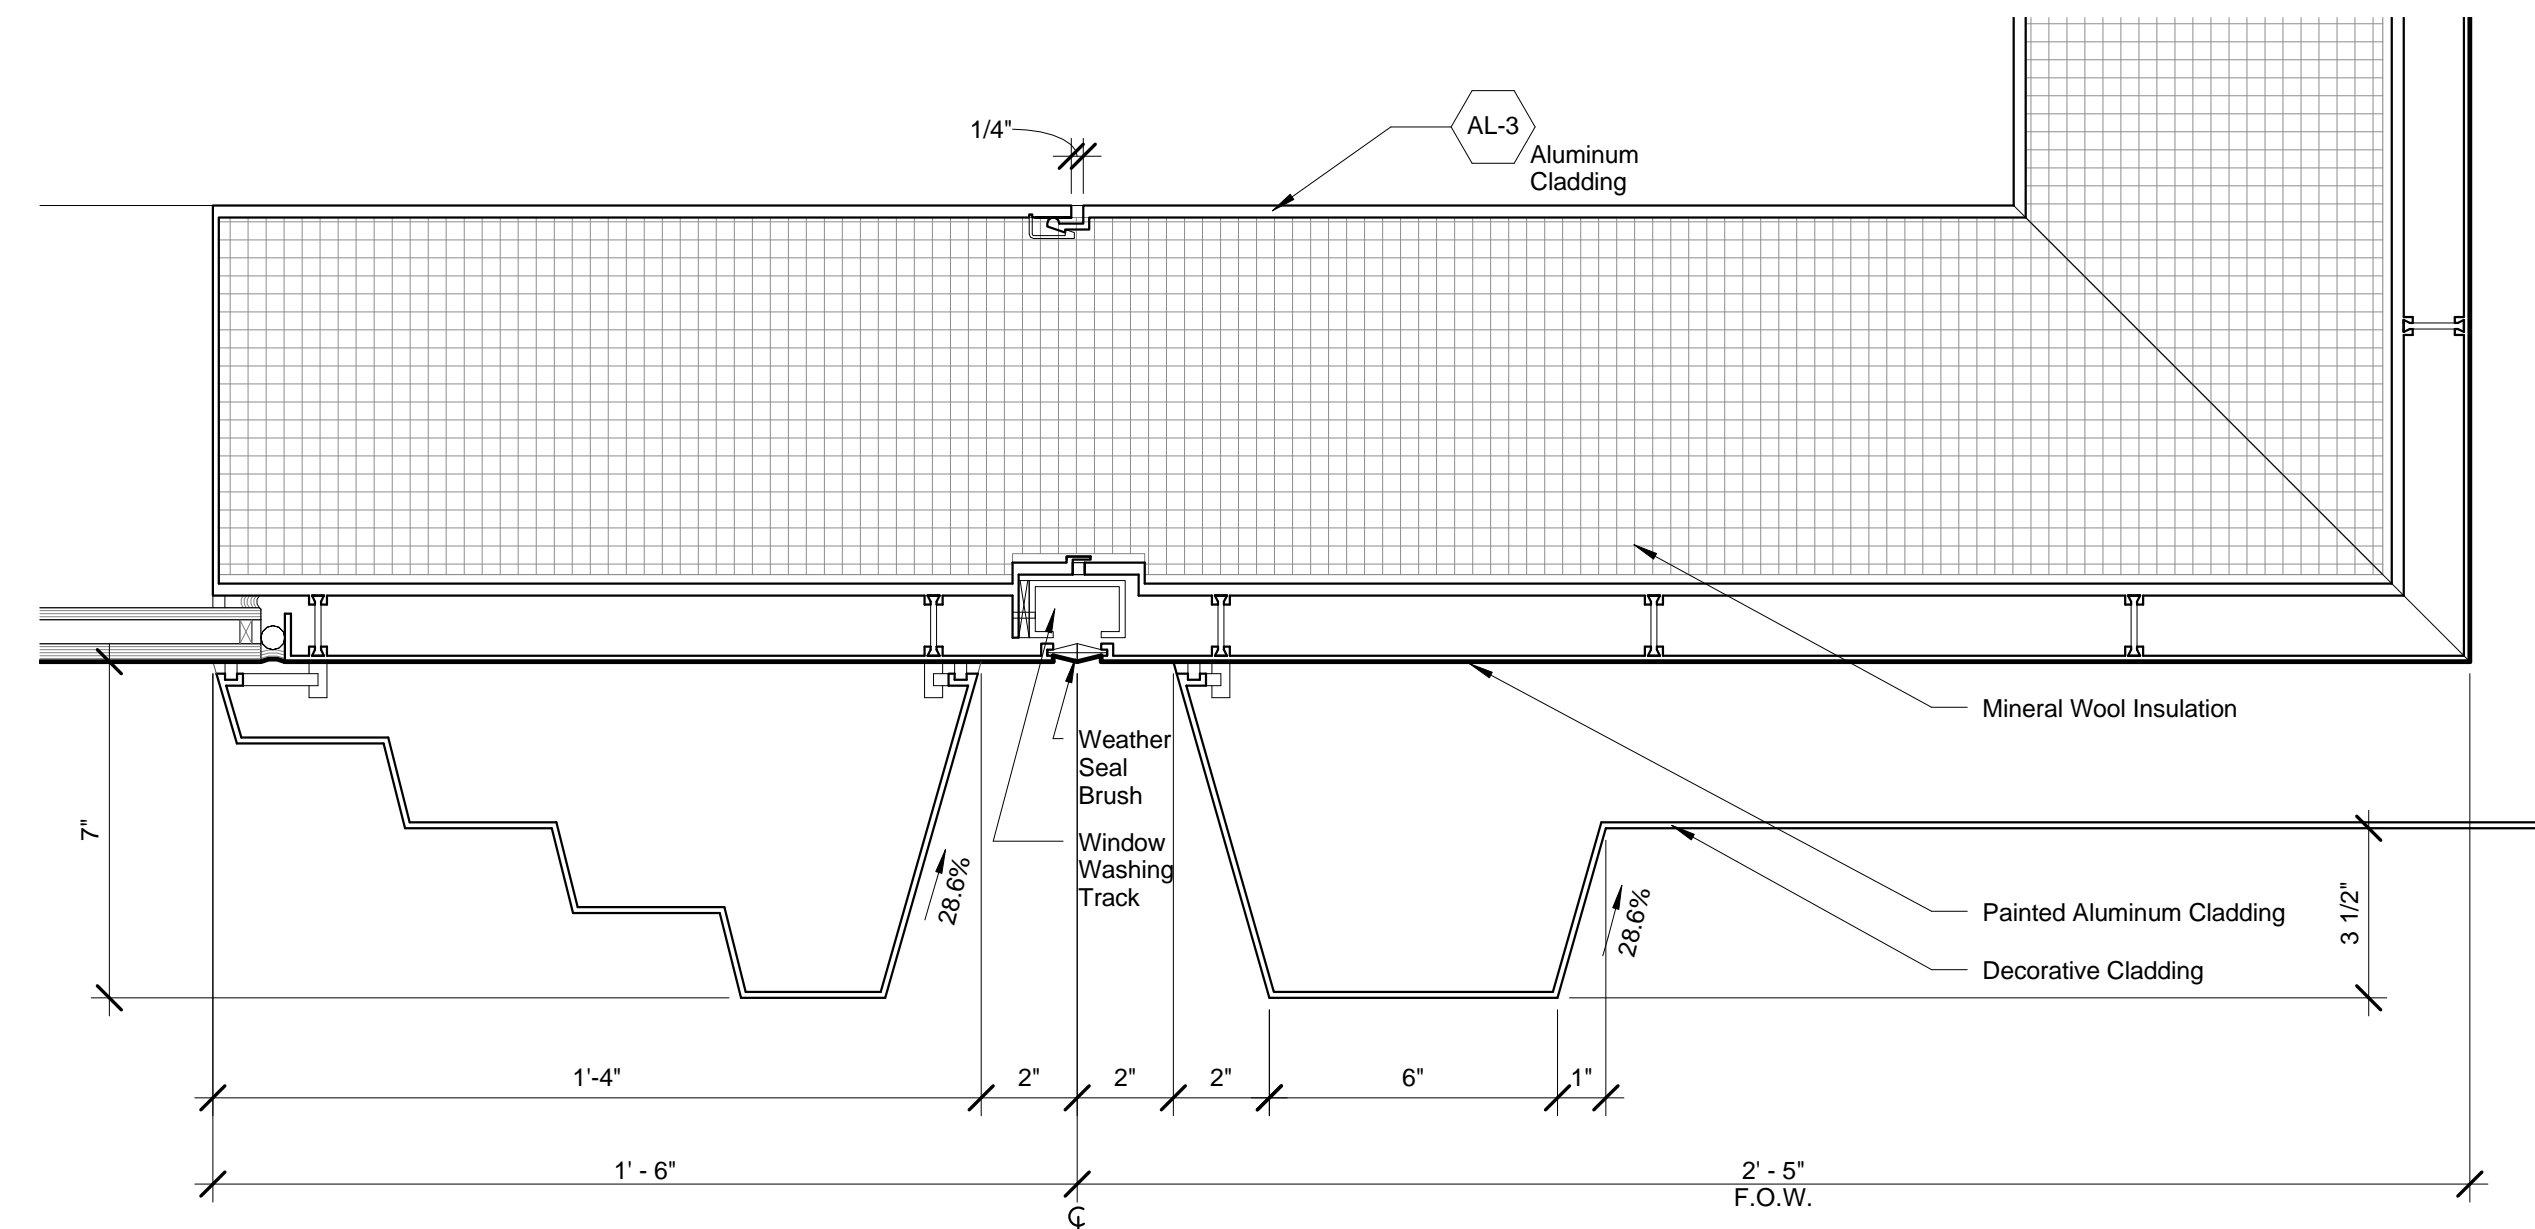 1/4"
AL-3
Aluminum
Cladding
Mineral Wool Insulation
Weather
Seal
Brush
Window
Washing
Track
7"
28.6%
28.6%
3 1/2"
Painted Aluminum Cladding
Decorative Cladding
1'-4"
2"
2"
2"
6"
1"
1' - 6"
2' - 5"
F.O.W.
℄